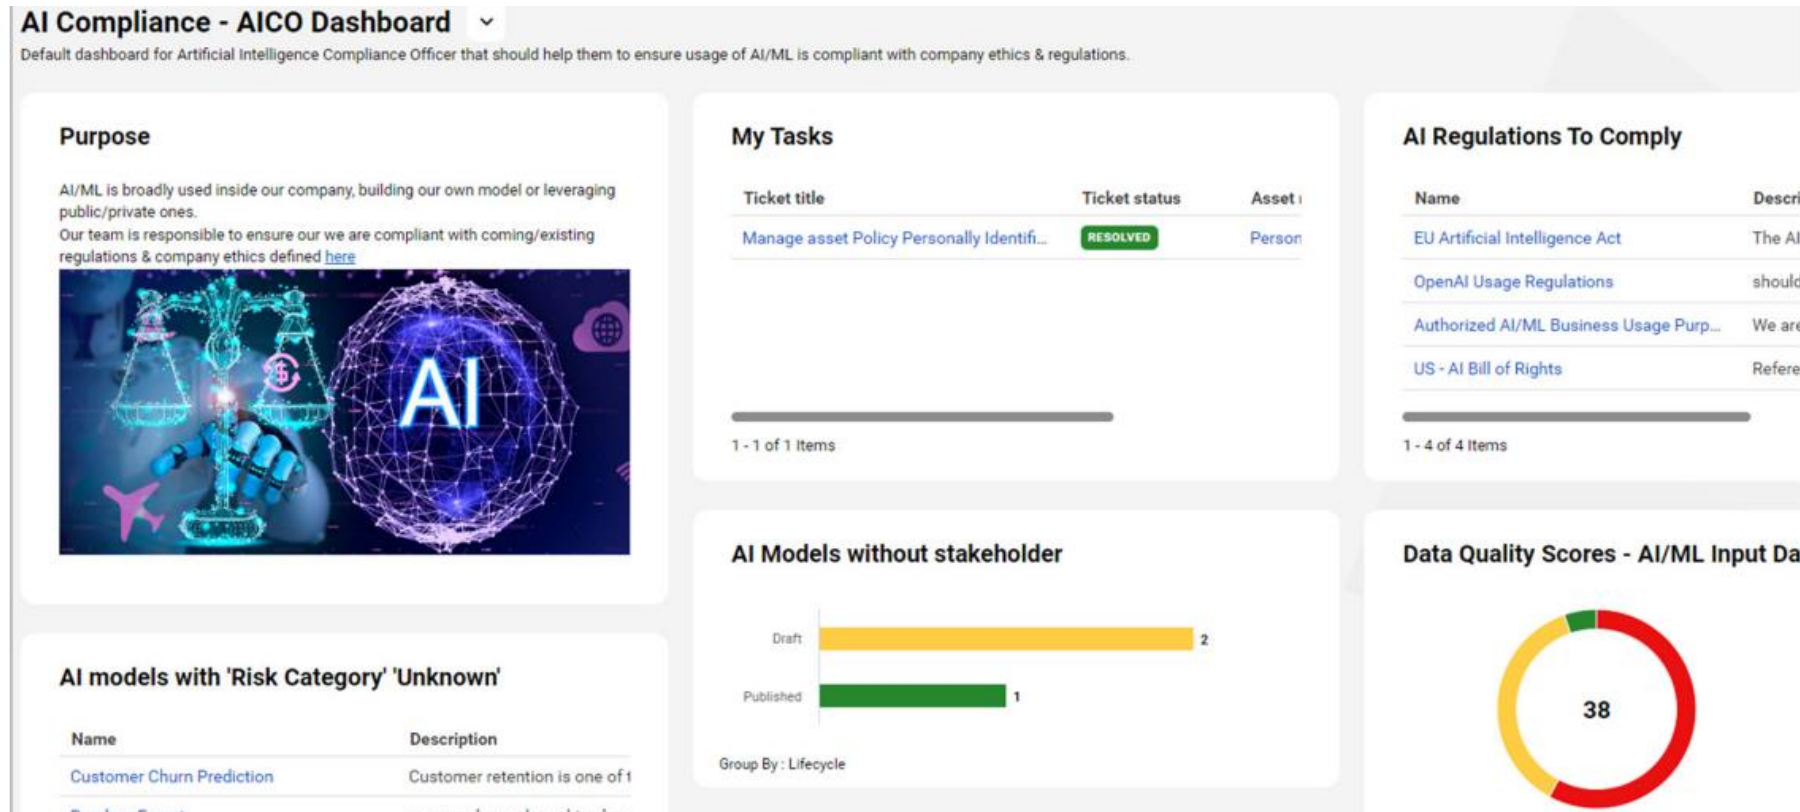 AI Compliance - AICO Dashboard
Default dashboard for Artificial Intelligence Compliance Officer that should help them to ensure usage of AI/ML is compliant with company ethics & regulations.
Purpose
AI/ML is broadly used inside our company, building our own model or leveraging
public/private ones.
Our team is responsible to ensure our we are compliant with coming/existing
regulations & company ethics defined here
AI
AI models with 'Risk Category' 'Unknown'
Name Description
Customer Churn Prediction Customer retention is one of
My Tasks
Ticket title Ticket status Asset
Manage asset Policy Personally Identifi... RESOLVED Person
1 - 1 of 1 Items
AI Models without stakeholder
Draft 2
Published 1
Group By : Lifecycle
AI Regulations To Comply
Name Descri
EU Artificial Intelligence Act The AI
OpenAI Usage Regulations should
Authorized AI/ML Business Usage Purp... We are
US - AI Bill of Rights Refere
1 - 4 of 4 Items
Data Quality Scores - AI/ML Input Da
38